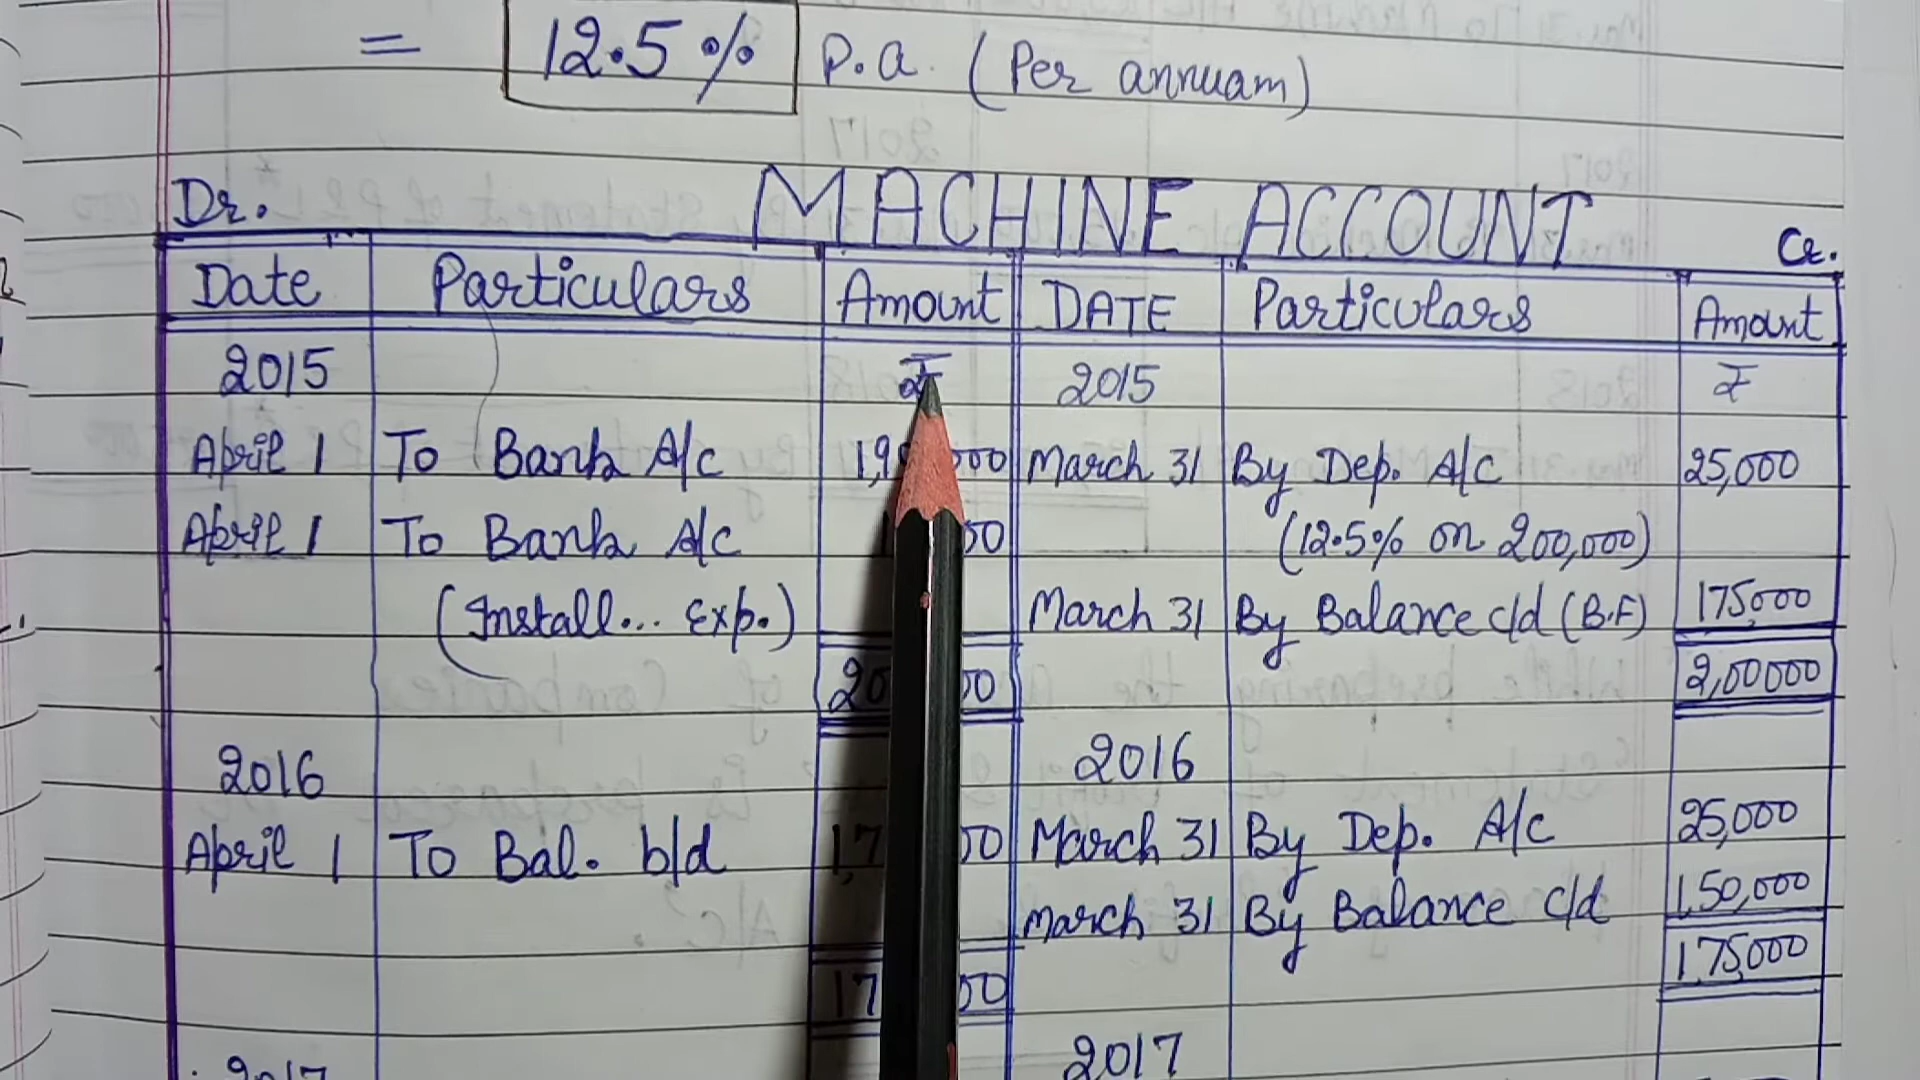 = 12.5% P.a. (Per annuam)
Dr. MACHINE ACCOUNT Cr.
Date Particulars Amount DATE Particulars Amount
2015 ₹ 2015 ₹
April 1 To Bank A/c March 31 By Dep. A/c 25,000
April 1 To Bank A/c (12.5% on 200,000)
(Install... Exp.) March 31 By Balance c/d (B.F) 175,000
2,00000
2016 2016
April 1 To Bal. b/d March 31 By Dep. A/c 25,000
March 31 By Balance c/d 1,50,000
1,75,000
2017 2017